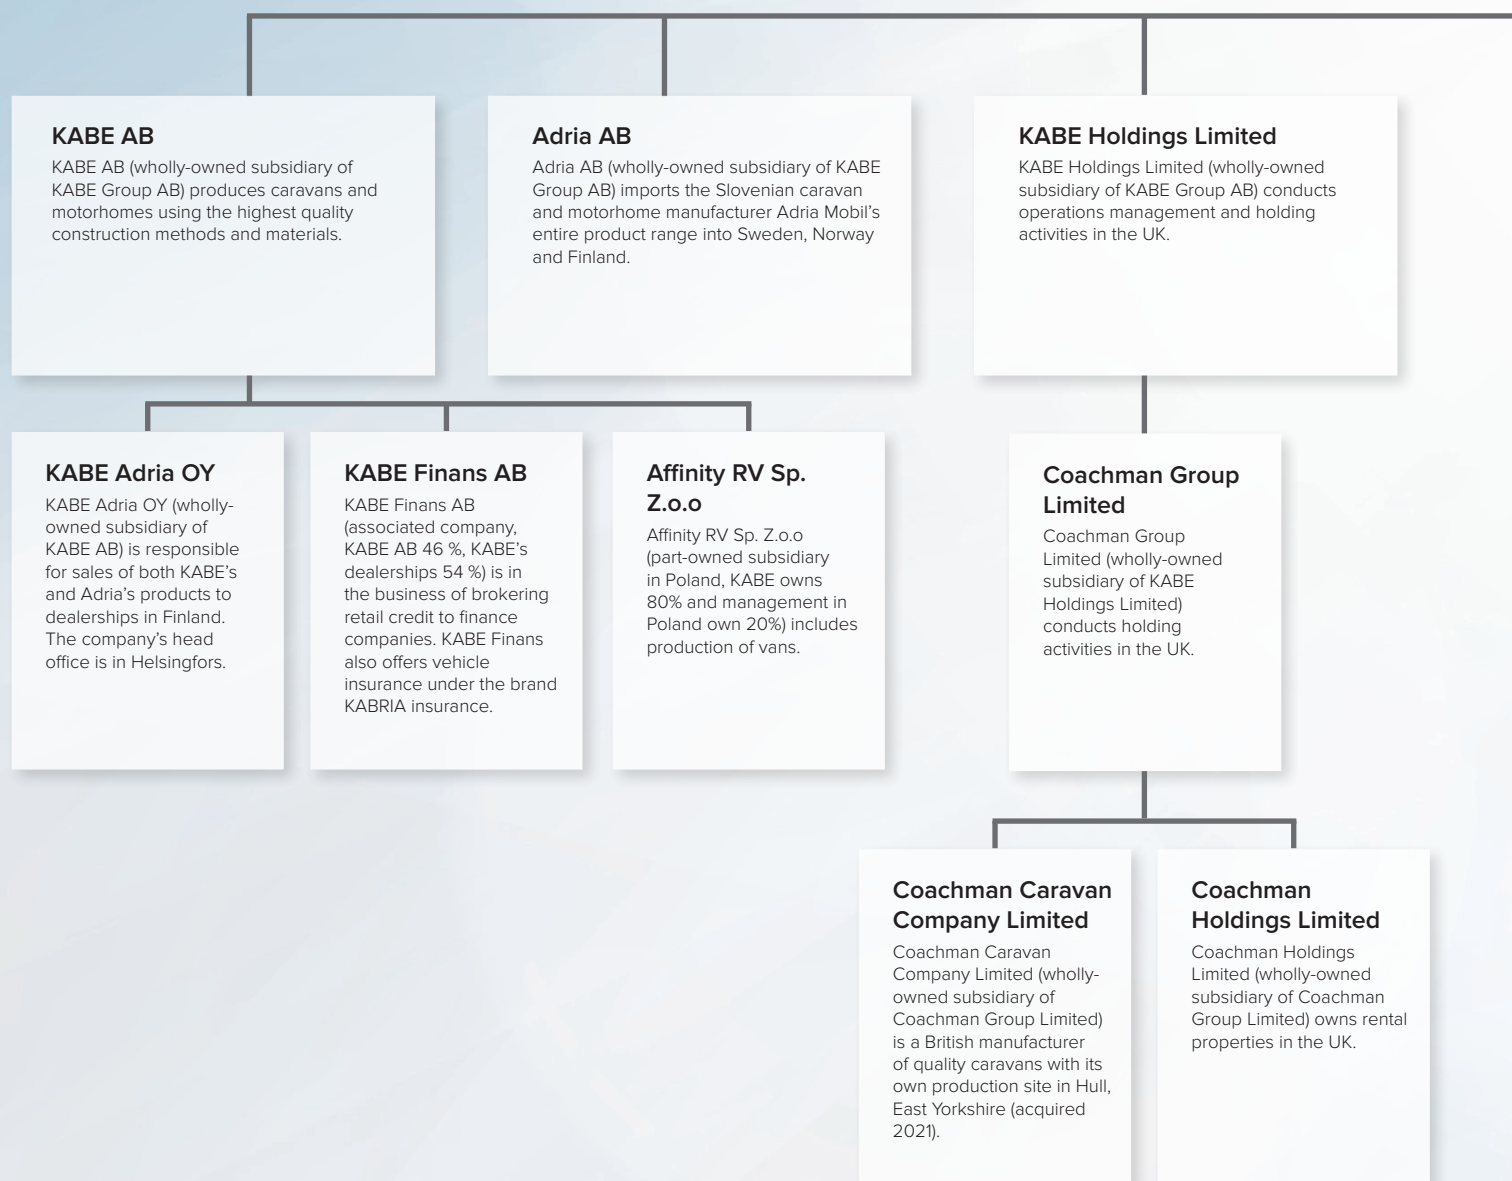 KABE AB
KABE AB (wholly-owned subsidiary of
KABE Group AB) produces caravans and
motorhomes using the highest quality
construction methods and materials.
Adria AB
Adria AB (wholly-owned subsidiary of KABE
Group AB) imports the Slovenian caravan
and motorhome manufacturer Adria Mobil's
entire product range into Sweden, Norway
and Finland.
KABE Holdings Limited
KABE Holdings Limited (wholly-owned
subsidiary of KABE Group AB) conducts
operations management and holding
activities in the UK.
KABE Adria OY
KABE Adria OY (wholly-
owned subsidiary of
KABE AB) is responsible
for sales of both KABE's
and Adria's products to
dealerships in Finland.
The company's head
office is in Helsingfors.
KABE Finans AB
KABE Finans AB
(associated company,
KABE AB 46 %, KABE's
dealerships 54 %) is in
the business of brokering
retail credit to finance
companies. KABE Finans
also offers vehicle
insurance under the brand
KABRIA insurance.
Affinity RV Sp.
Z.o.o
Affinity RV Sp. Z.o.o
(part-owned subsidiary
in Poland, KABE owns
80% and management in
Poland own 20%) includes
production of vans.
Coachman Group
Limited
Coachman Group
Limited (wholly-owned
subsidiary of KABE
Holdings Limited)
conducts holding
activities in the UK.
Coachman Caravan
Company Limited
Coachman Caravan
Company Limited (wholly-
owned subsidiary of
Coachman Group Limited)
is a British manufacturer
of quality caravans with its
own production site in Hull,
East Yorkshire (acquired
2021).
Coachman
Holdings Limited
Coachman Holdings
Limited (wholly-owned
subsidiary of Coachman
Group Limited) owns rental
properties in the UK.